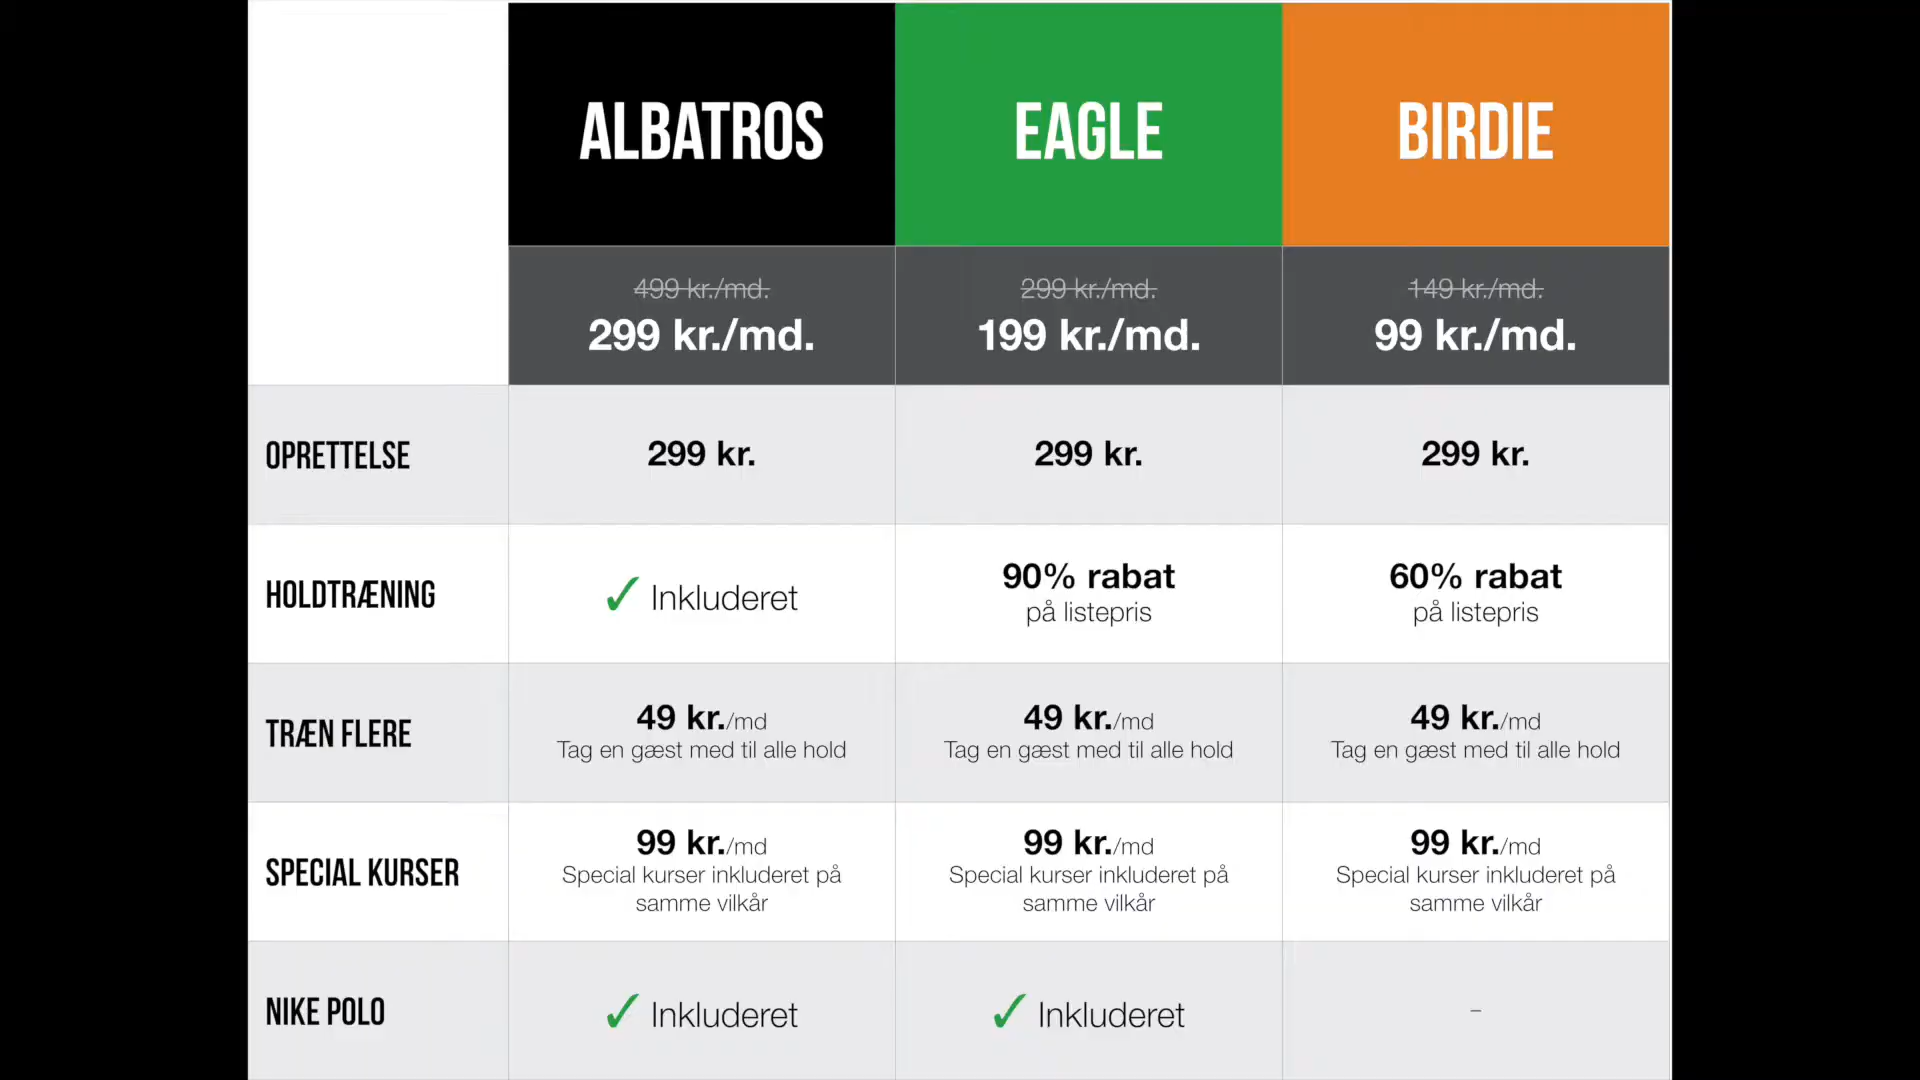 ALBATROS EAGLE BIRDIE
499 kr./md. 299 kr./md. 149 kr./md.
299 kr./md. 199 kr./md. 99 kr./md.
OPRETTELSE 299 kr. 299 kr. 299 kr.
HOLDTRÆNING ✓ Inkluderet 90% rabat 60% rabat
på listepris på listepris
TRÆN FLERE 49 kr./md 49 kr./md 49 kr./md
Tag en gæst med til alle hold Tag en gæst med til alle hold Tag en gæst med til alle hold
SPECIAL KURSER 99 kr./md 99 kr./md 99 kr./md
Special kurser inkluderet på Special kurser inkluderet på Special kurser inkluderet på
samme vilkår samme vilkår samme vilkår
NIKE POLO ✓ Inkluderet ✓ Inkluderet –